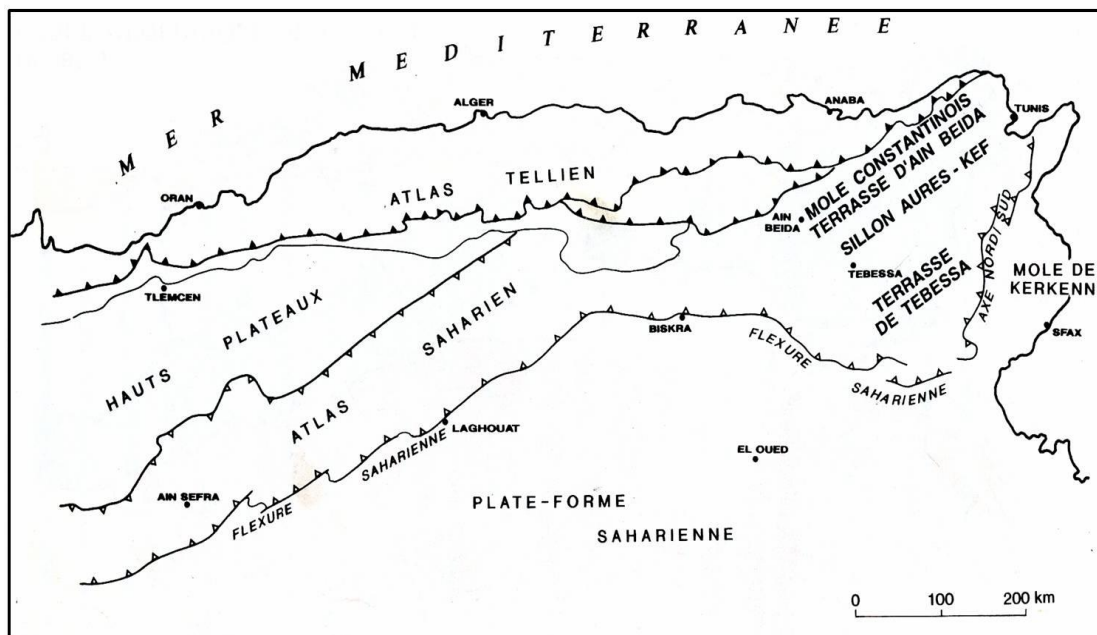 MER MEDITERRANEE
ALGER
ANABA
TUNIS
ORAN
ATLAS TELLIEN
MOLE CONSTANTINOIS
TERRASSE D'AIN BEIDA
AIN
BEIDA
SILLON AURES-KEF
TLEMCEN
TEBESSA
TERRASSE
DE TEBESSA
AXE NORD SUD
MOLE DE
KERKENN
SFAX
HAUTS PLATEAUX
ATLAS SAHARIEN
BISKRA
FLEXURE SAHARIENNE
LAGHOUAT
FLEXURE SAHARIENNE
AIN SEFRA
EL OUED
PLATE-FORME
SAHARIENNE
0 100 200 km